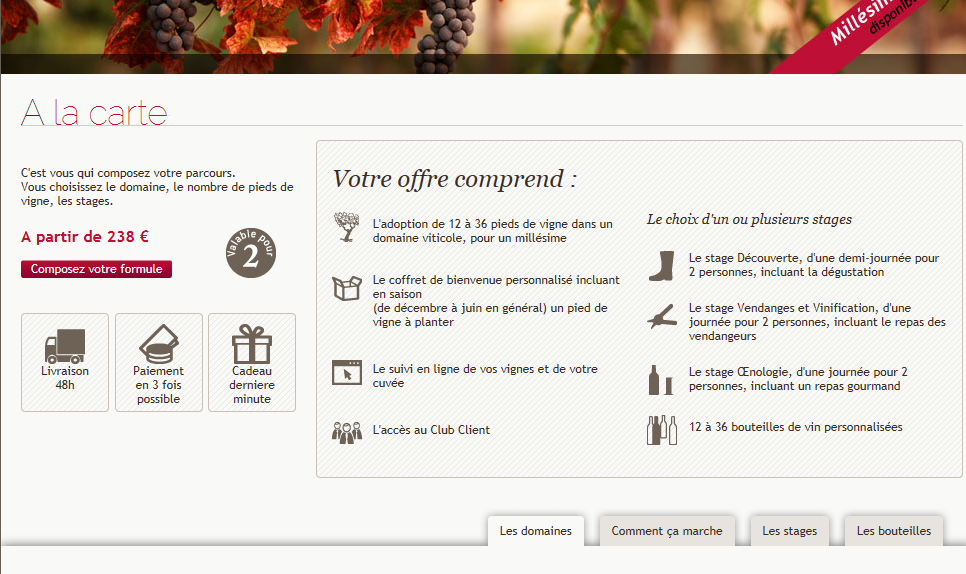 Millésim
disponibl
A la carte
C'est vous qui composez votre parcours.
Vous choisissez le domaine, le nombre de pieds de
vigne, les stages.
A partir de 238 €
Valable pour
2
Composez votre formule
Livraison
48h
Paiement
en 3 fois
possible
Cadeau
derniere
minute
Votre offre comprend :
L'adoption de 12 à 36 pieds de vigne dans un
domaine viticole, pour un millésime
Le coffret de bienvenue personnalisé incluant
en saison
(de décembre à juin en général) un pied de
vigne à planter
Le suivi en ligne de vos vignes et de votre
cuvée
L'accès au Club Client
Le choix d'un ou plusieurs stages
Le stage Découverte, d'une demi-journée pour
2 personnes, incluant la dégustation
Le stage Vendanges et Vinification, d'une
journée pour 2 personnes, incluant le repas des
vendangeurs
Le stage Œnologie, d'une journée pour 2
personnes, incluant un repas gourmand
12 à 36 bouteilles de vin personnalisées
Les domaines
Comment ça marche
Les stages
Les bouteilles